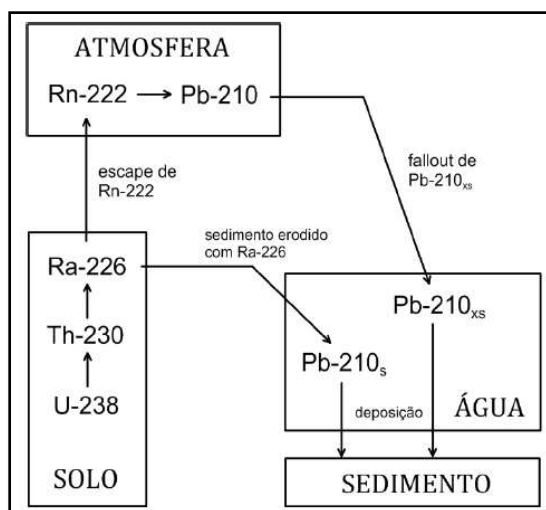 ATMOSFERA
Rn-222
Pb-210
escape de
Rn-222
fallout de
Pb-210xs
sedimento erodido
com Ra-226
Ra-226
Th-230
U-238
SOLO
Pb-210xs
Pb-210s
deposição
ÁGUA
SEDIMENTO